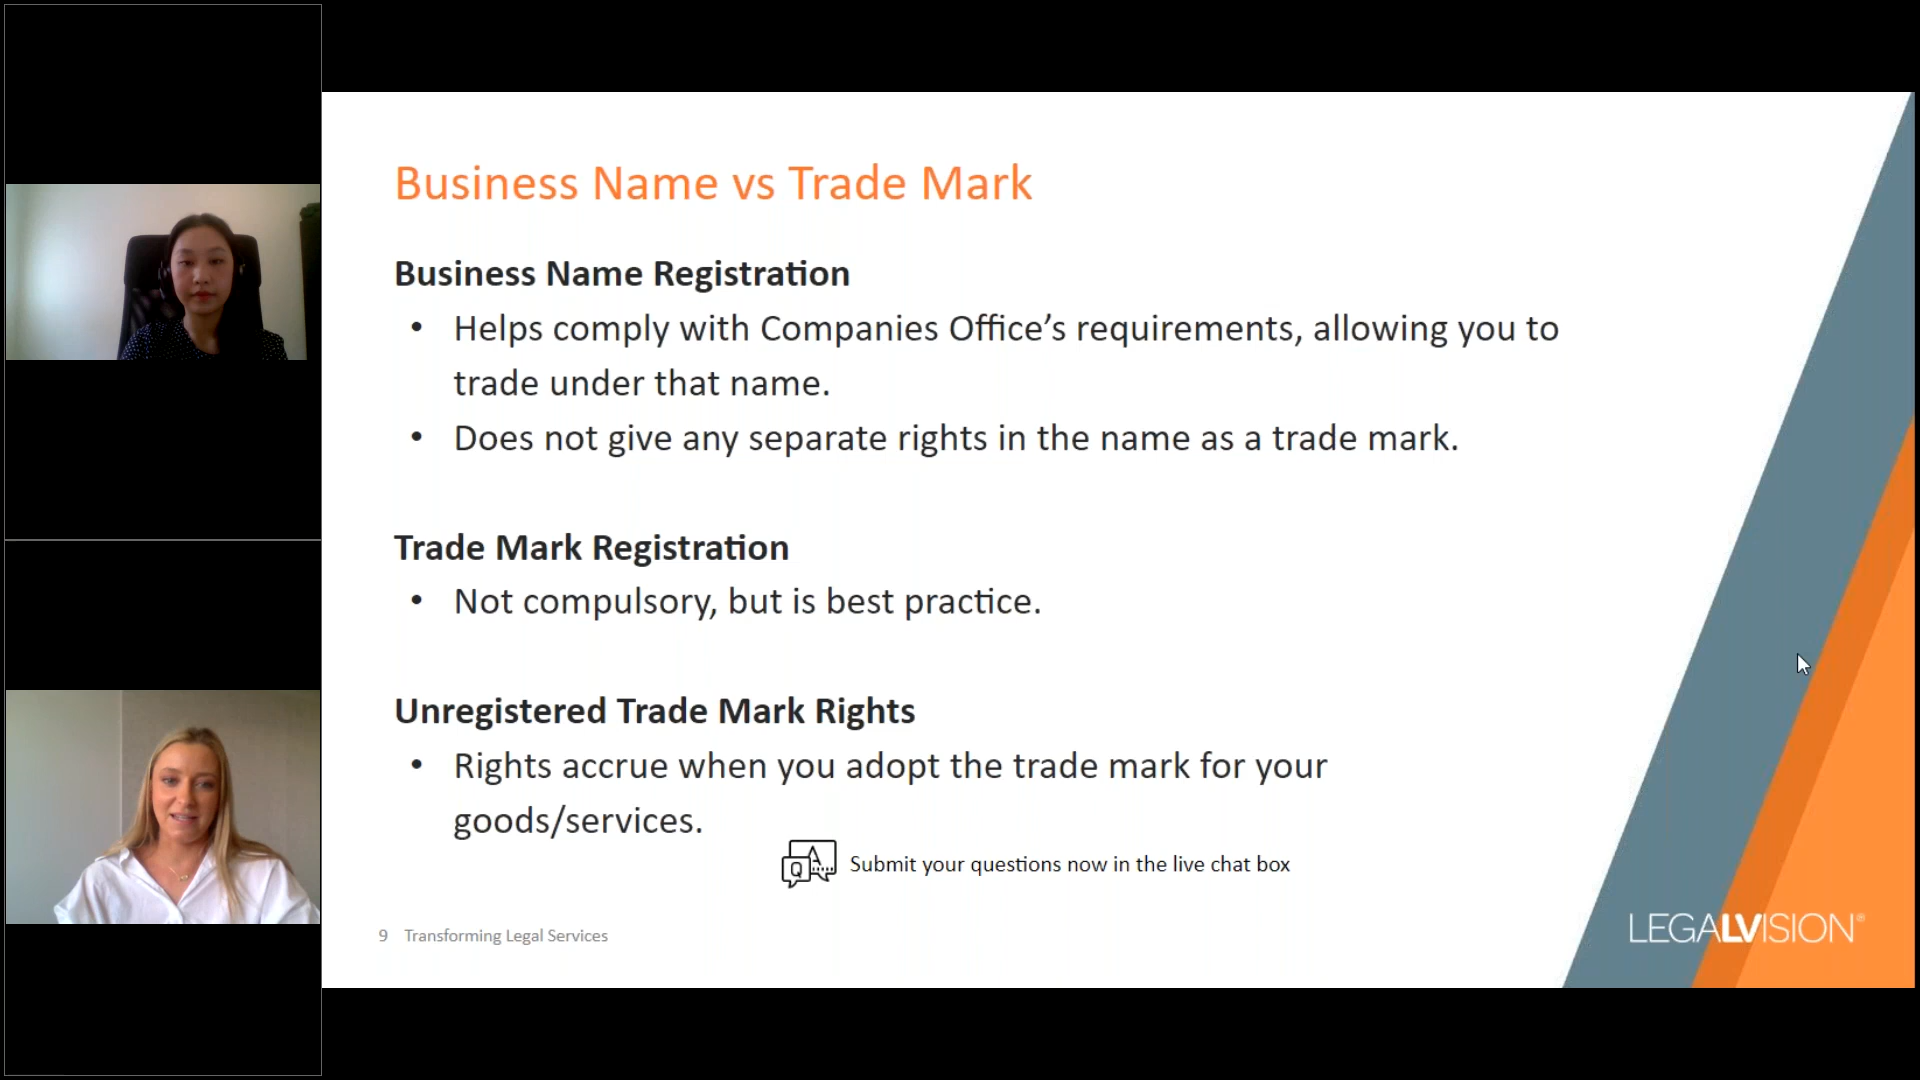 Business Name vs Trade Mark
Business Name Registration
• Helps comply with Companies Office’s requirements, allowing you to
trade under that name.
• Does not give any separate rights in the name as a trade mark.
Trade Mark Registration
• Not compulsory, but is best practice.
Unregistered Trade Mark Rights
• Rights accrue when you adopt the trade mark for your
goods/services.
Q A Submit your questions now in the live chat box
9 Transforming Legal Services
LEGALVISION®